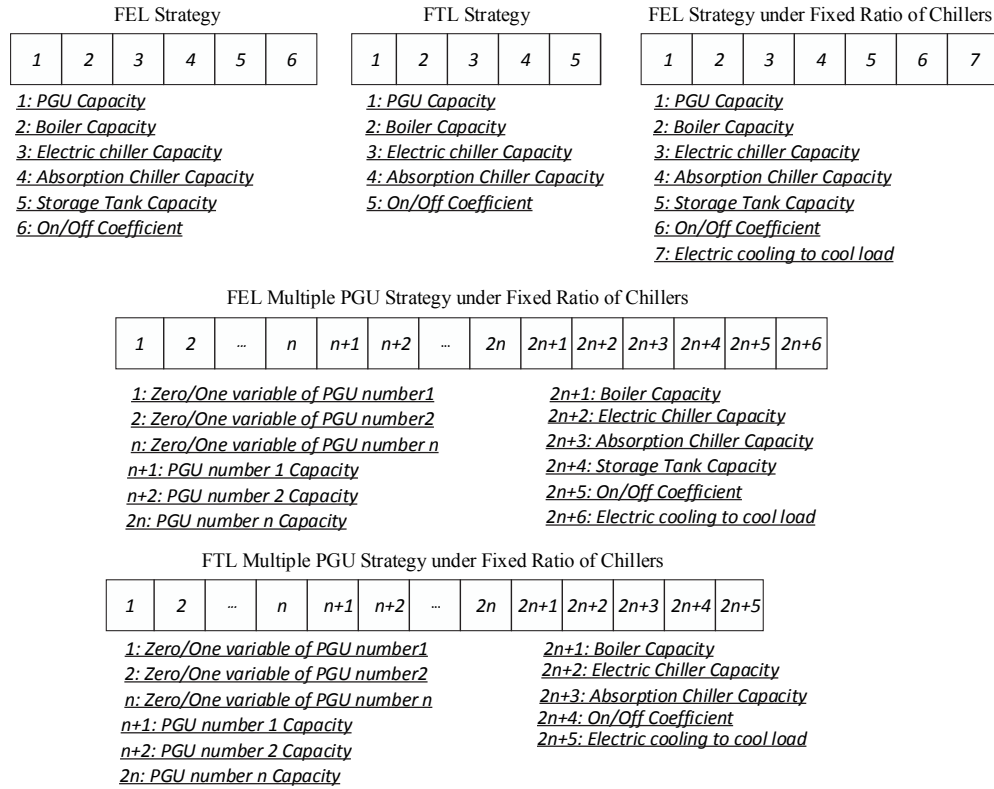 FEL Strategy
1 2 3 4 5 6
1: PGU Capacity
2: Boiler Capacity
3: Electric chiller Capacity
4: Absorption Chiller Capacity
5: Storage Tank Capacity
6: On/Off Coefficient
FTL Strategy
1 2 3 4 5
1: PGU Capacity
2: Boiler Capacity
3: Electric chiller Capacity
4: Absorption Chiller Capacity
5: On/Off Coefficient
FEL Strategy under Fixed Ratio of Chillers
1 2 3 4 5 6 7
1: PGU Capacity
2: Boiler Capacity
3: Electric chiller Capacity
4: Absorption Chiller Capacity
5: Storage Tank Capacity
6: On/Off Coefficient
7: Electric cooling to cool load
FEL Multiple PGU Strategy under Fixed Ratio of Chillers
1 2 ... n n+1 n+2 ... 2n 2n+1 2n+2 2n+3 2n+4 2n+5 2n+6
1: Zero/One variable of PGU number1
2: Zero/One variable of PGU number2
n: Zero/One variable of PGU number n
n+1: PGU number 1 Capacity
n+2: PGU number 2 Capacity
2n: PGU number n Capacity
2n+1: Boiler Capacity
2n+2: Electric Chiller Capacity
2n+3: Absorption Chiller Capacity
2n+4: Storage Tank Capacity
2n+5: On/Off Coefficient
2n+6: Electric cooling to cool load
FTL Multiple PGU Strategy under Fixed Ratio of Chillers
1 2 ... n n+1 n+2 ... 2n 2n+1 2n+2 2n+3 2n+4 2n+5
1: Zero/One variable of PGU number1
2: Zero/One variable of PGU number2
n: Zero/One variable of PGU number n
n+1: PGU number 1 Capacity
n+2: PGU number 2 Capacity
2n: PGU number n Capacity
2n+1: Boiler Capacity
2n+2: Electric Chiller Capacity
2n+3: Absorption Chiller Capacity
2n+4: On/Off Coefficient
2n+5: Electric cooling to cool load